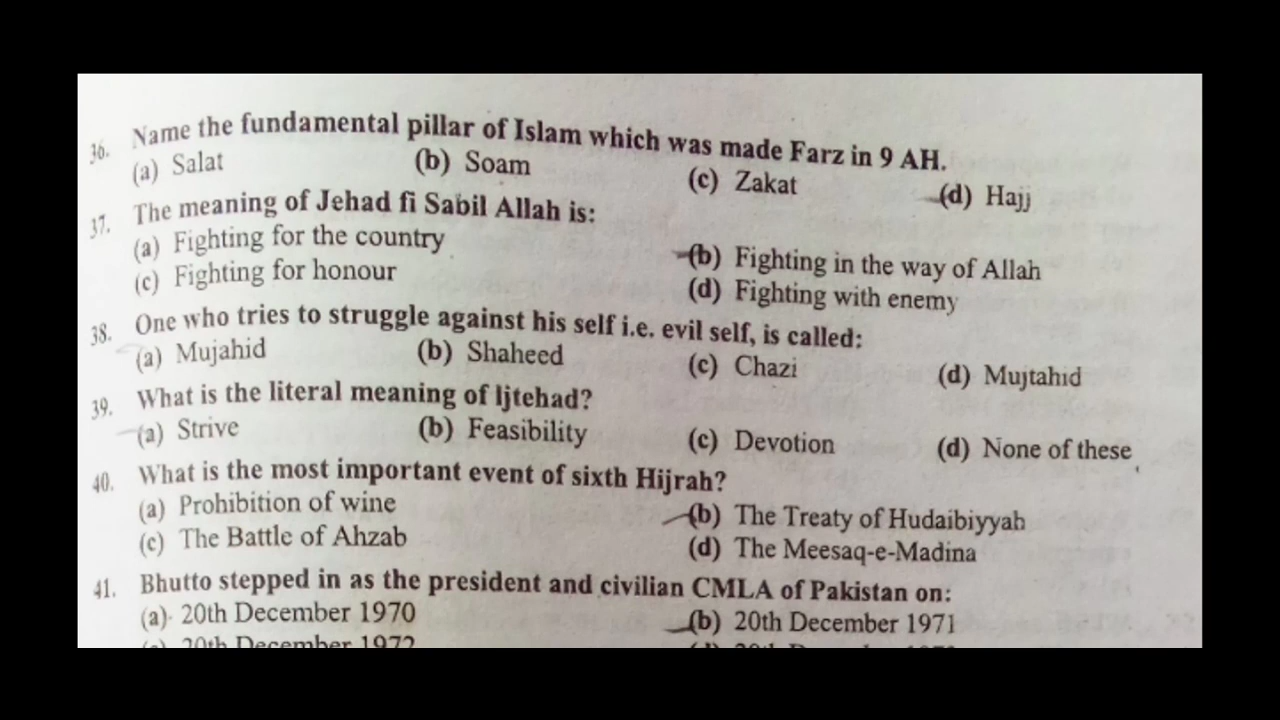 36. Name the fundamental pillar of Islam which was made Farz in 9 AH.
(a) Salat (b) Soam (c) Zakat (d) Hajj
37. The meaning of Jehad fi Sabil Allah is:
(a) Fighting for the country (b) Fighting in the way of Allah
(c) Fighting for honour (d) Fighting with enemy
38. One who tries to struggle against his self i.e. evil self, is called:
(a) Mujahid (b) Shaheed (c) Chazi (d) Mujtahid
39. What is the literal meaning of Ijtehad?
(a) Strive (b) Feasibility (c) Devotion (d) None of these
40. What is the most important event of sixth Hijrah?
(a) Prohibition of wine (b) The Treaty of Hudaibiyyah
(c) The Battle of Ahzab (d) The Meesaq-e-Madina
41. Bhutto stepped in as the president and civilian CMLA of Pakistan on:
(a) 20th December 1970 (b) 20th December 1971
(c) 20th December 1972